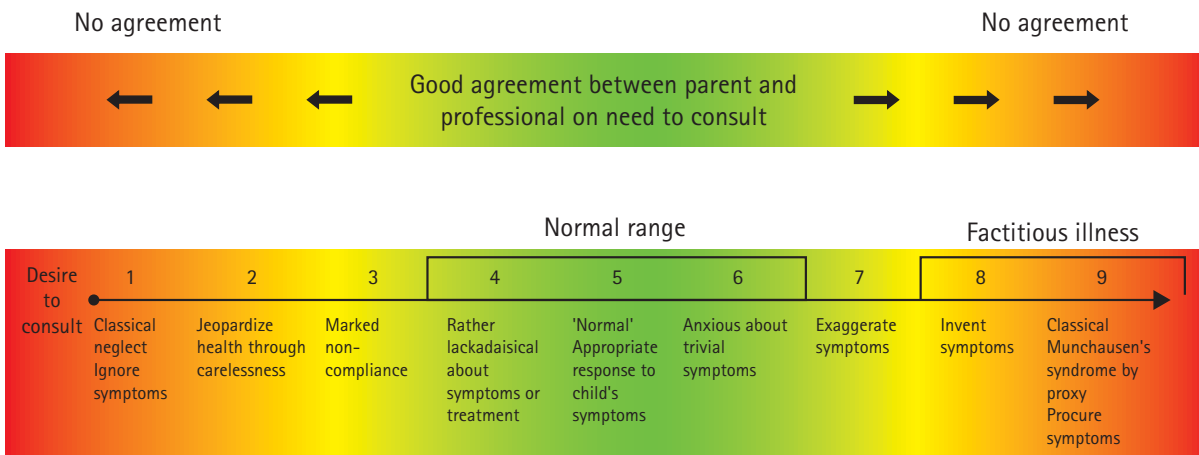 No agreement
No agreement
Good agreement between parent and
professional on need to consult
Normal range
Factitious illness
Desire
to
consult
1
2
3
4
5
6
7
8
9
Classical
neglect
Ignore
symptoms
Jeopardize
health through
carelessness
Marked
non-
compliance
Rather
lackadaisical
about
symptoms or
treatment
'Normal'
Appropriate
response to
child's
symptoms
Anxious about
trivial
symptoms
Exaggerate
symptoms
Invent
symptoms
Classical
Munchausen's
syndrome by
proxy
Procure
symptoms